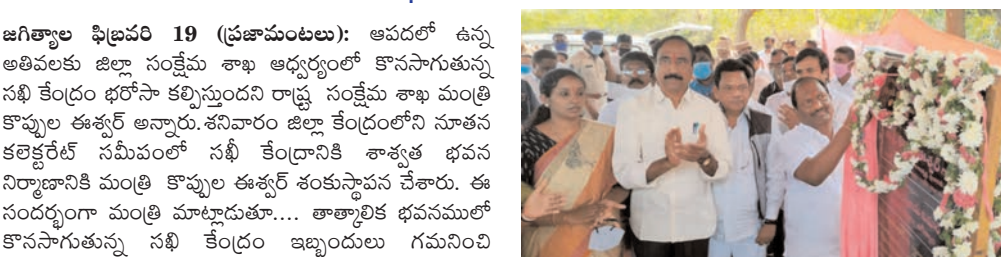 జగిత్యాల ఫిబ్రవరి 19 (ప్రజామంటలు): ఆపదలో ఉన్న
అతివలకు జిల్లా సంక్షేమ శాఖ ఆధ్వర్యంలో కొనసాగుతున్న
సఖి కేంద్రం భరోసా కల్పిస్తుందని రాష్ట్ర సంక్షేమ శాఖ మంత్రి
కొప్పుల ఈశ్వర్ అన్నారు.శనివారం జిల్లా కేంద్రంలోని నూతన
కలెక్టరేట్ సమీపంలో సఖీ కేంద్రానికి శాశ్వత భవన
నిర్మాణానికి మంత్రి కొప్పుల ఈశ్వర్ శంకుస్థాపన చేశారు. ఈ
సందర్భంగా మంత్రి మాట్లాడుతూ.... తాత్కాలిక భవనములో
కొనసాగుతున్న సఖి కేంద్రం ఇబ్బందులు గమనించి